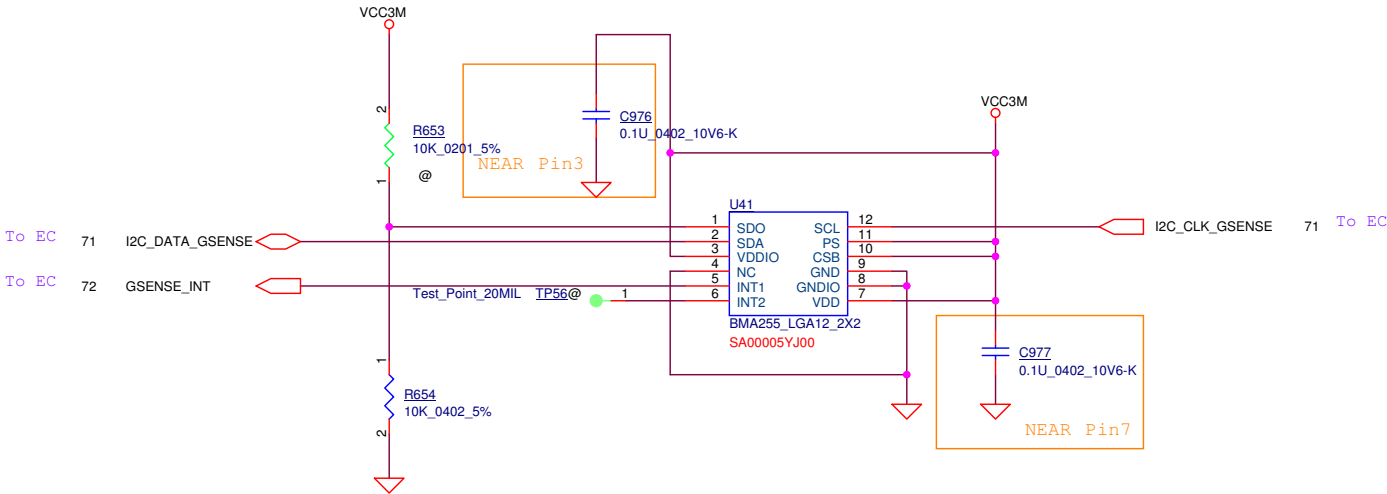 VCC3M
VCC3M
2
R653
10K_0201_5%
@
1
C976
0.1U_0402_10V6-K
NEAR Pin3
U41
To EC 71 I2C_DATA_GSENSE
To EC 72 GSENSE_INT
Test_Point_20MIL TP56@ 1
1 SDO SCL 12
2 SDA PS 11
3 VDDIO CSB 10
4 NC GND 9
5 INT1 GNDIO 8
6 INT2 VDD 7
I2C_CLK_GSENSE 71 To EC
BMA255_LGA12_2X2
SA00005YJ00
C977
0.1U_0402_10V6-K
NEAR Pin7
1
R654
10K_0402_5%
2